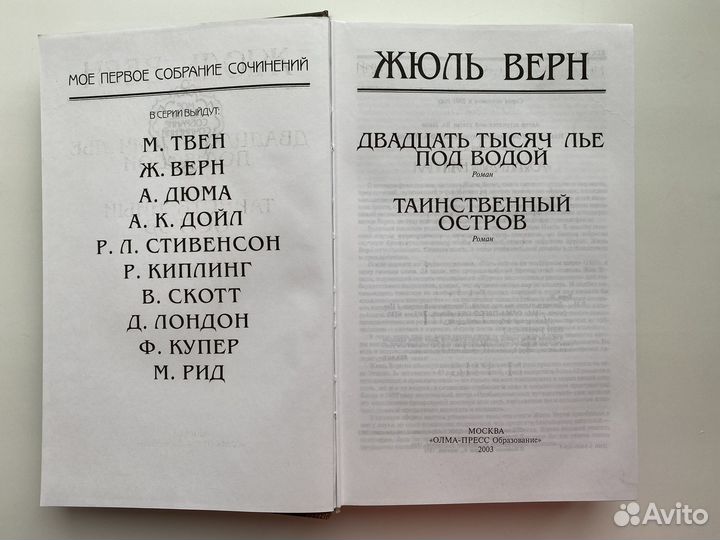 МОЕ ПЕРВОЕ СОБРАНИЕ СОЧИНЕНИЙ
В СЕРИИ ВЫЙДУТ:
М. ТВЕН
Ж. ВЕРН
А. ДЮМА
А. К. ДОЙЛ
Р. Л. СТИВЕНСОН
Р. КИПЛИНГ
В. СКОТТ
Д. ЛОНДОН
Ф. КУПЕР
М. РИД
ЖЮЛЬ ВЕРН
ДВАДЦАТЬ ТЫСЯЧ ЛЬЕ
ПОД ВОДОЙ
Роман
ТАИНСТВЕННЫЙ
ОСТРОВ
Роман
МОСКВА
«ОЛМА-ПРЕСС Образование»
2003
Avito